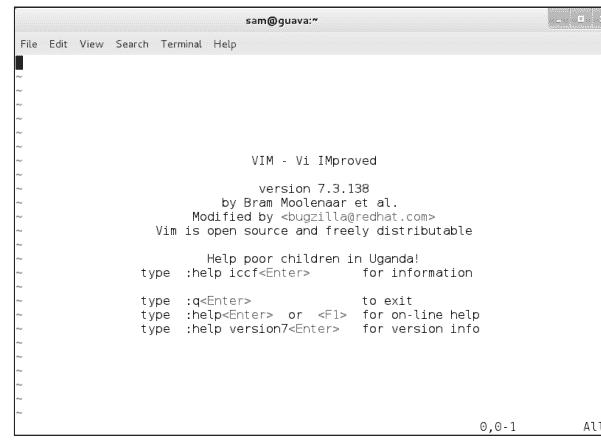 sam@guava:~
File Edit View Search Terminal Help
~
~
~
~
~
~
~ VIM - Vi IMproved
~
~ version 7.3.138
~ by Bram Moolenaar et al.
~ Modified by <bugzilla@redhat.com>
~ Vim is open source and freely distributable
~
~ Help poor children in Uganda!
~ type :help iccf<Enter> for information
~
~ type :q<Enter> to exit
~ type :help<Enter> or <F1> for on-line help
~ type :help version7<Enter> for version info
~
~
~
~
~
~
0,0-1 All